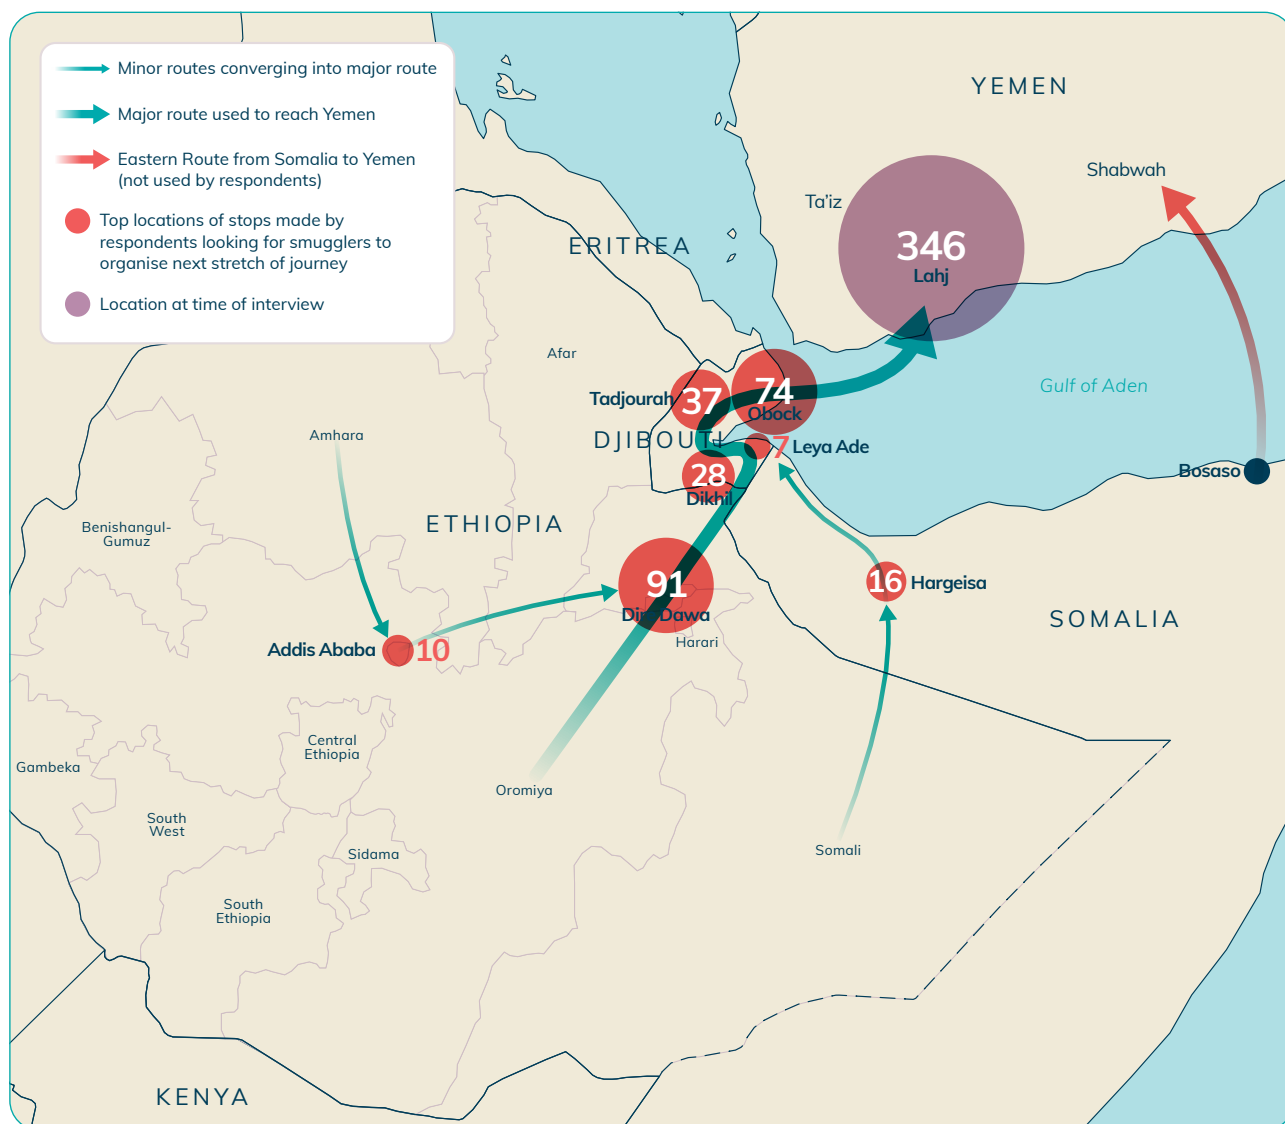 Minor routes converging into major route
Major route used to reach Yemen
Eastern Route from Somalia to Yemen
(not used by respondents)
Top locations of stops made by
respondents looking for smugglers to
organise next stretch of journey
Location at time of interview
YEMEN
Shabwah
Ta'iz
346
Lahj
ERITREA
Afar
Gulf of Aden
Tadjourah
37
74
Obock
DJIBOUTI
7
Leya Ade
28
Dikhil
Bosaso
Amhara
Benishangul-
Gumuz
ETHIOPIA
91
Dire Dawa
16
Hargeisa
SOMALIA
Harari
Addis Ababa
10
Central
Ethiopia
Gambeka
Oromiya
South
West
Sidama
Somali
South
Ethiopia
KENYA